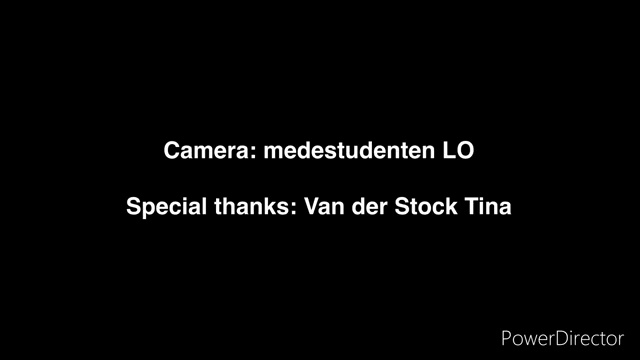 Camera: medestudenten LO
Special thanks: Van der Stock Tina
PowerDirector